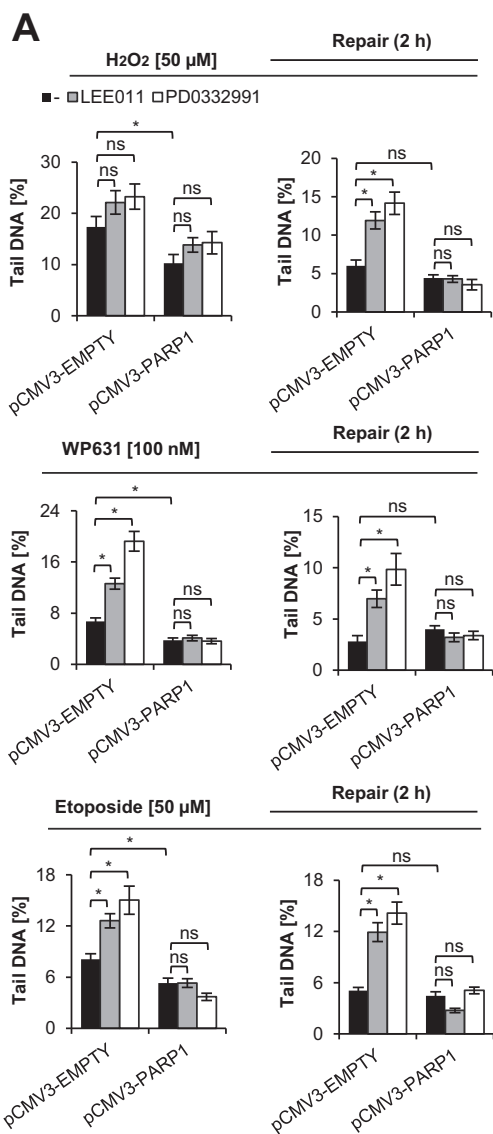 A
H2O2 [50 µM]
Repair (2 h)
- LEE011 PD0332991
Tail DNA [%]
30
20
10
0
*
ns
ns
ns
ns
pCMV3-EMPTY
pCMV3-PARP1
Tail DNA [%]
20
15
10
5
0
ns
*
*
ns
ns
pCMV3-EMPTY
pCMV3-PARP1
WP631 [100 nM]
Repair (2 h)
Tail DNA [%]
24
18
12
6
0
*
*
*
ns
ns
pCMV3-EMPTY
pCMV3-PARP1
Tail DNA [%]
15
10
5
0
ns
*
*
ns
ns
pCMV3-EMPTY
pCMV3-PARP1
Etoposide [50 µM]
Repair (2 h)
Tail DNA [%]
18
12
6
0
*
*
*
ns
ns
pCMV3-EMPTY
pCMV3-PARP1
Tail DNA [%]
18
12
6
0
ns
*
*
ns
ns
pCMV3-EMPTY
pCMV3-PARP1